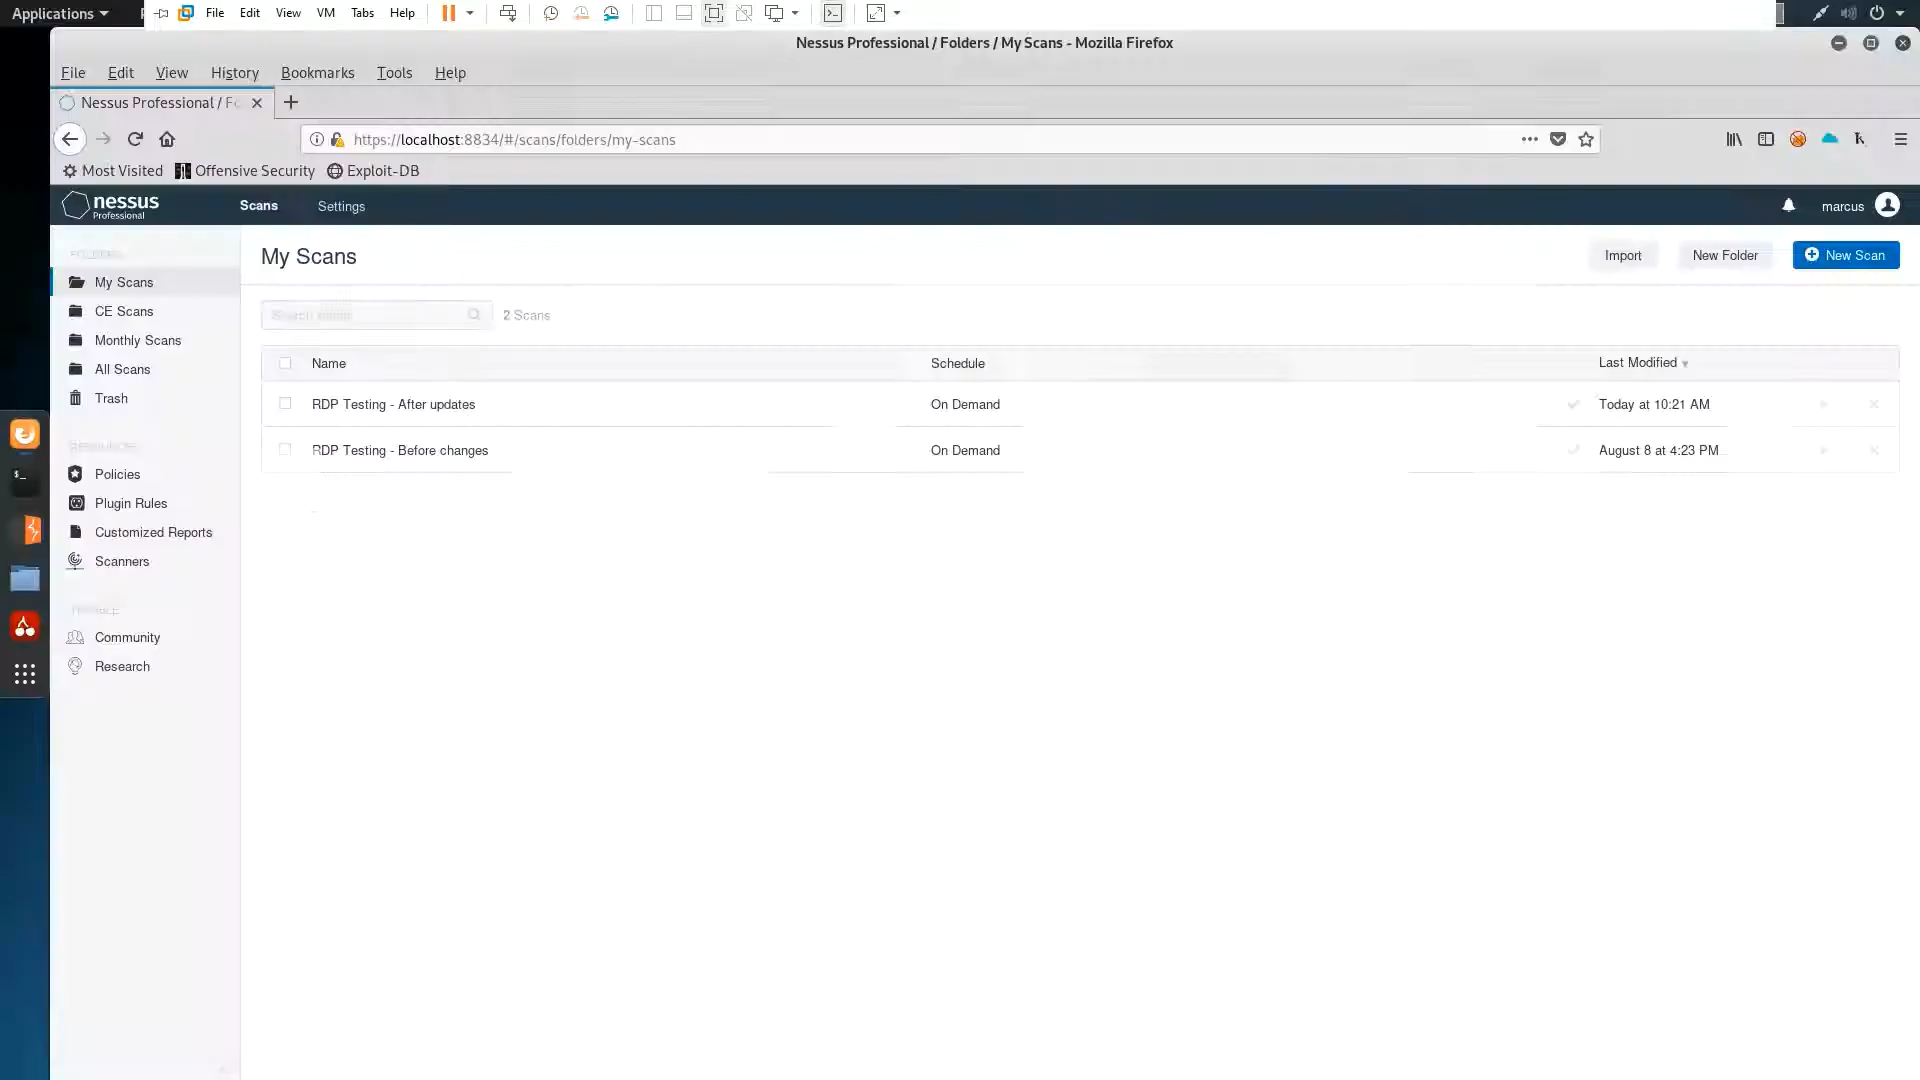 Applications
File Edit View VM Tabs Help
Nessus Professional / Folders / My Scans - Mozilla Firefox
File Edit View History Bookmarks Tools Help
Nessus Professional / Fo
https://localhost:8834/#/scans/folders/my-scans
Most Visited Offensive Security Exploit-DB
nessus
Professional
Scans Settings marcus
FOLDERS
My Scans
CE Scans
Monthly Scans
All Scans
Trash
RESOURCES
Policies
Plugin Rules
Customized Reports
Scanners
TENABLE
Community
Research
My Scans Import New Folder New Scan
2 Scans
Name Schedule Last Modified
RDP Testing - After updates On Demand Today at 10:21 AM
RDP Testing - Before changes On Demand August 8 at 4:23 PM